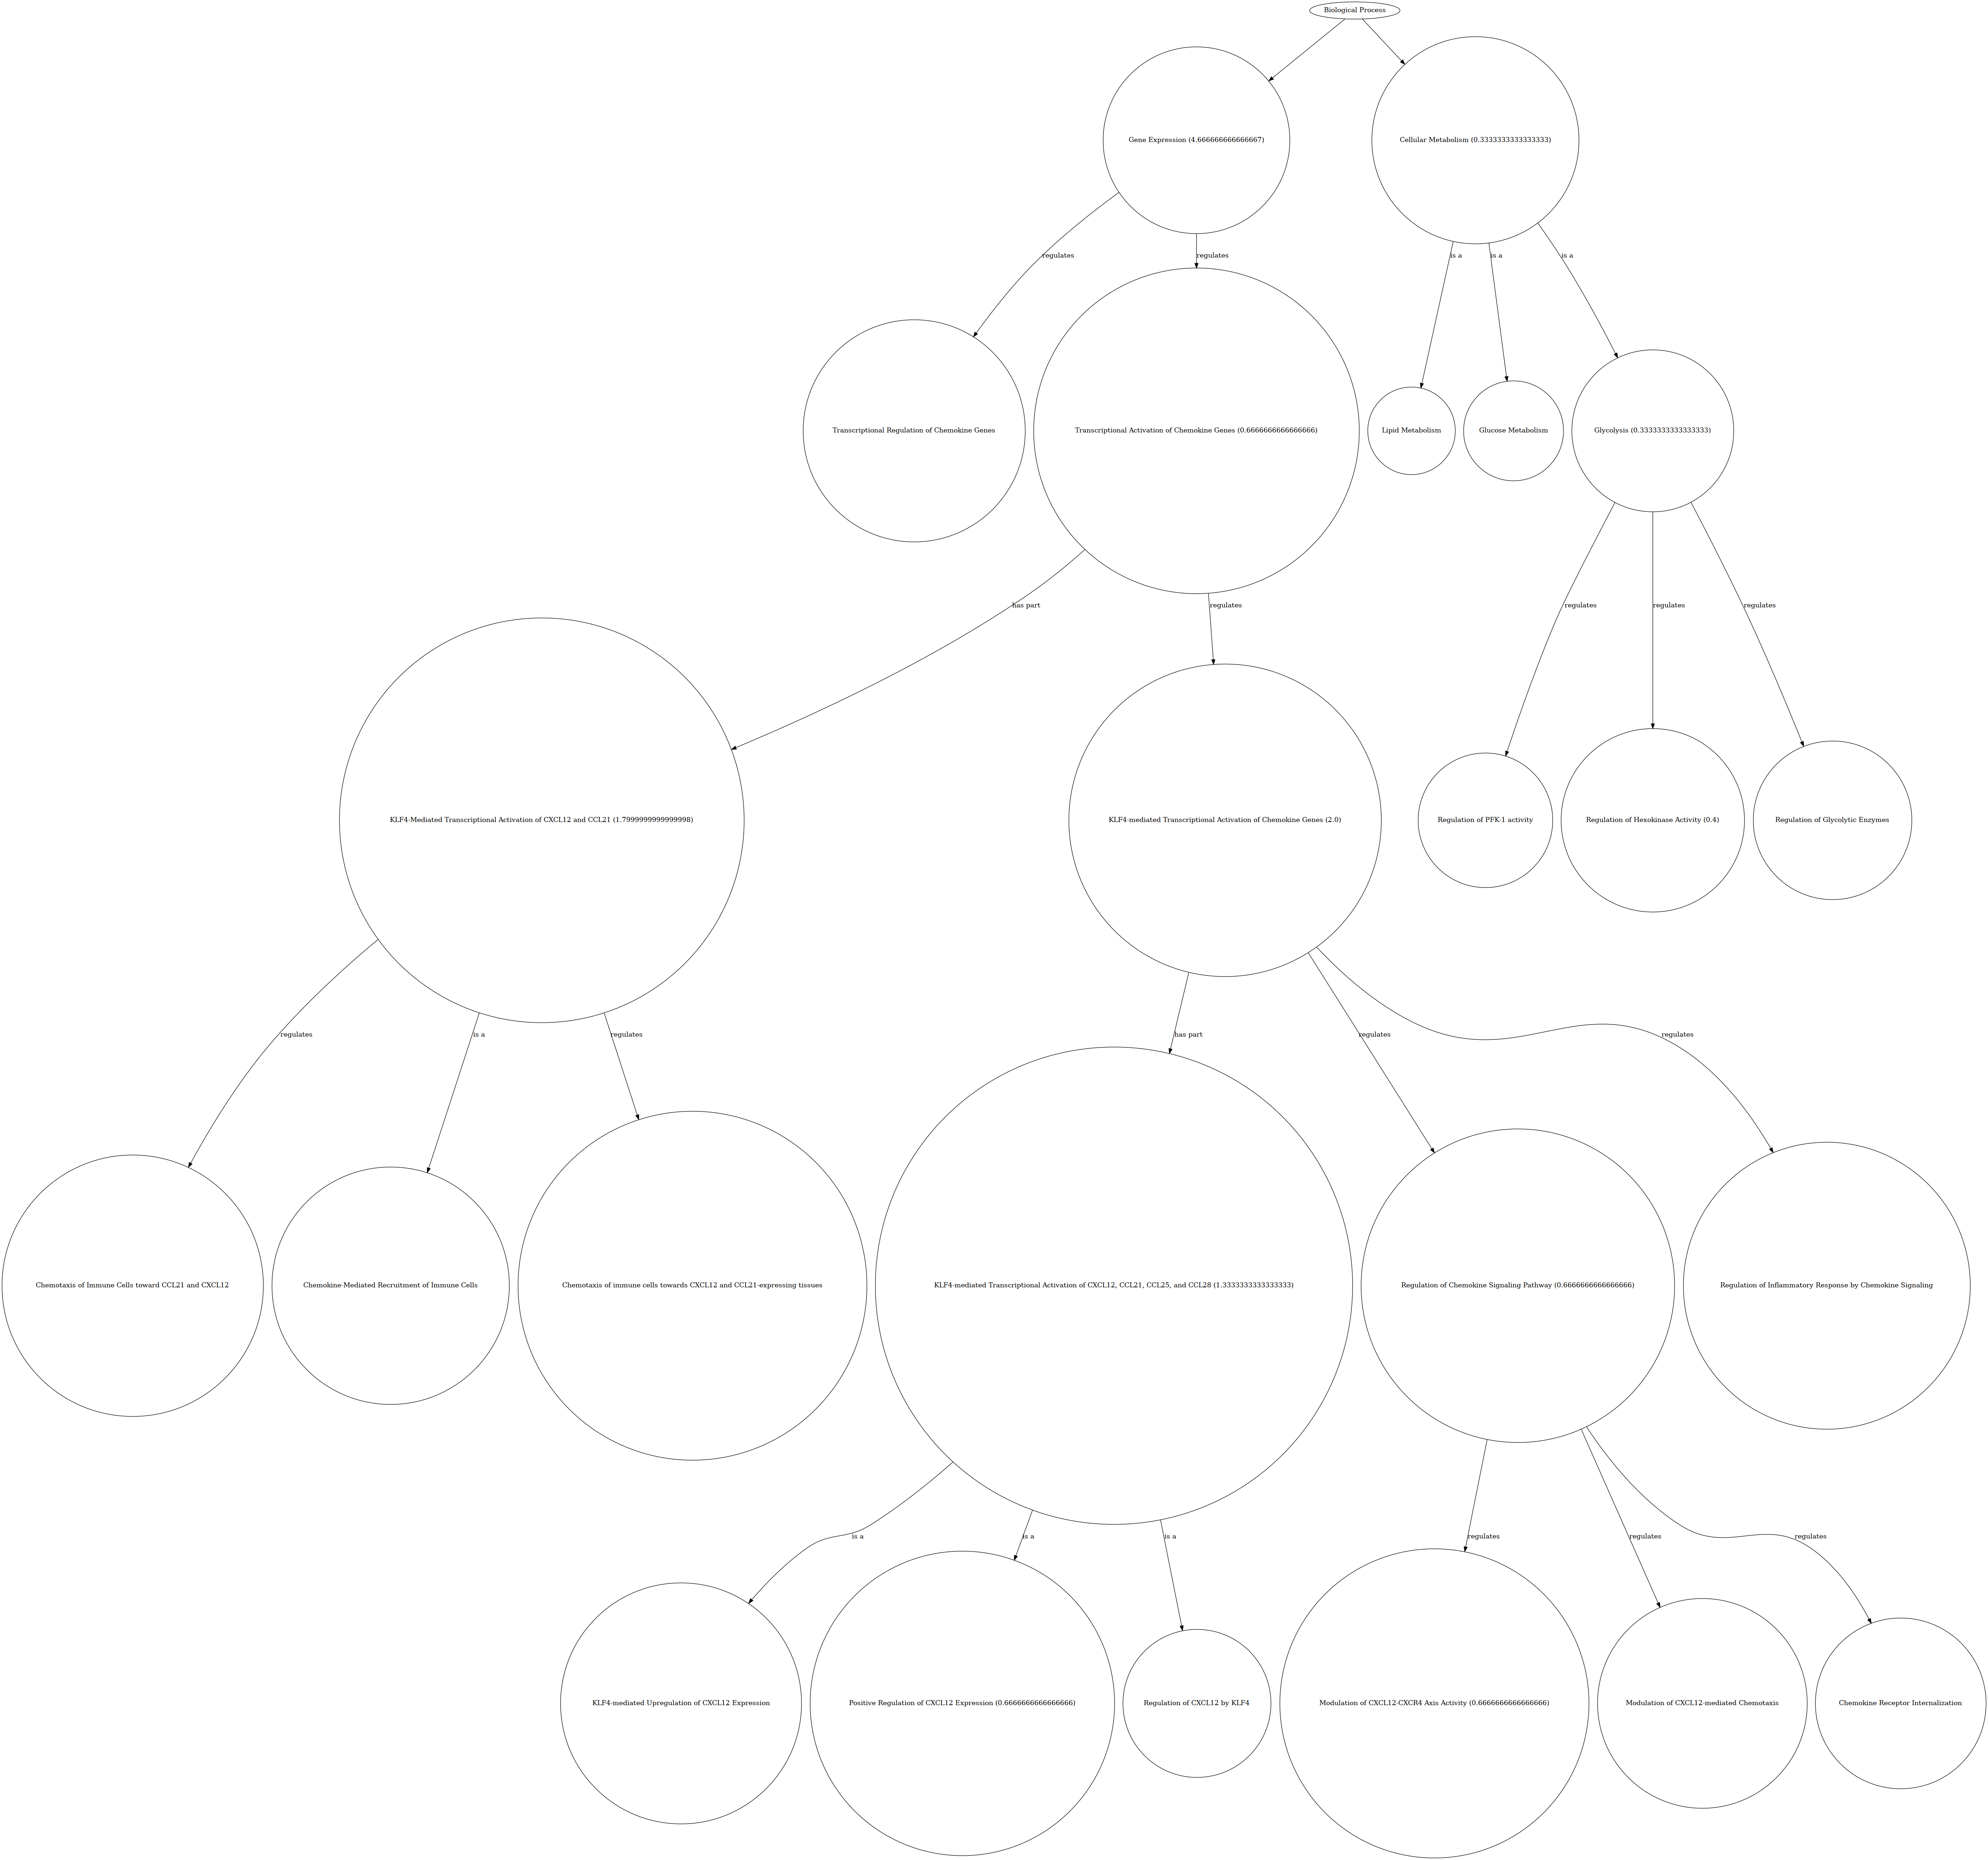 Biological Process
Gene Expression (4.666666666666667)
Cellular Metabolism (0.3333333333333333)
regulates
regulates
is a
is a
is a
Transcriptional Regulation of Chemokine Genes
Transcriptional Activation of Chemokine Genes (0.6666666666666666)
Lipid Metabolism
Glucose Metabolism
Glycolysis (0.3333333333333333)
has part
regulates
regulates
regulates
regulates
KLF4-Mediated Transcriptional Activation of CXCL12 and CCL21 (1.7999999999999998)
KLF4-mediated Transcriptional Activation of Chemokine Genes (2.0)
Regulation of PFK-1 activity
Regulation of Hexokinase Activity (0.4)
Regulation of Glycolytic Enzymes
regulates
is a
regulates
has part
regulates
regulates
Chemotaxis of Immune Cells toward CCL21 and CXCL12
Chemokine-Mediated Recruitment of Immune Cells
Chemotaxis of immune cells towards CXCL12 and CCL21-expressing tissues
KLF4-mediated Transcriptional Activation of CXCL12, CCL21, CCL25, and CCL28 (1.3333333333333333)
Regulation of Chemokine Signaling Pathway (0.6666666666666666)
Regulation of Inflammatory Response by Chemokine Signaling
is a
is a
is a
regulates
regulates
regulates
KLF4-mediated Upregulation of CXCL12 Expression
Positive Regulation of CXCL12 Expression (0.6666666666666666)
Regulation of CXCL12 by KLF4
Modulation of CXCL12-CXCR4 Axis Activity (0.6666666666666666)
Modulation of CXCL12-mediated Chemotaxis
Chemokine Receptor Internalization